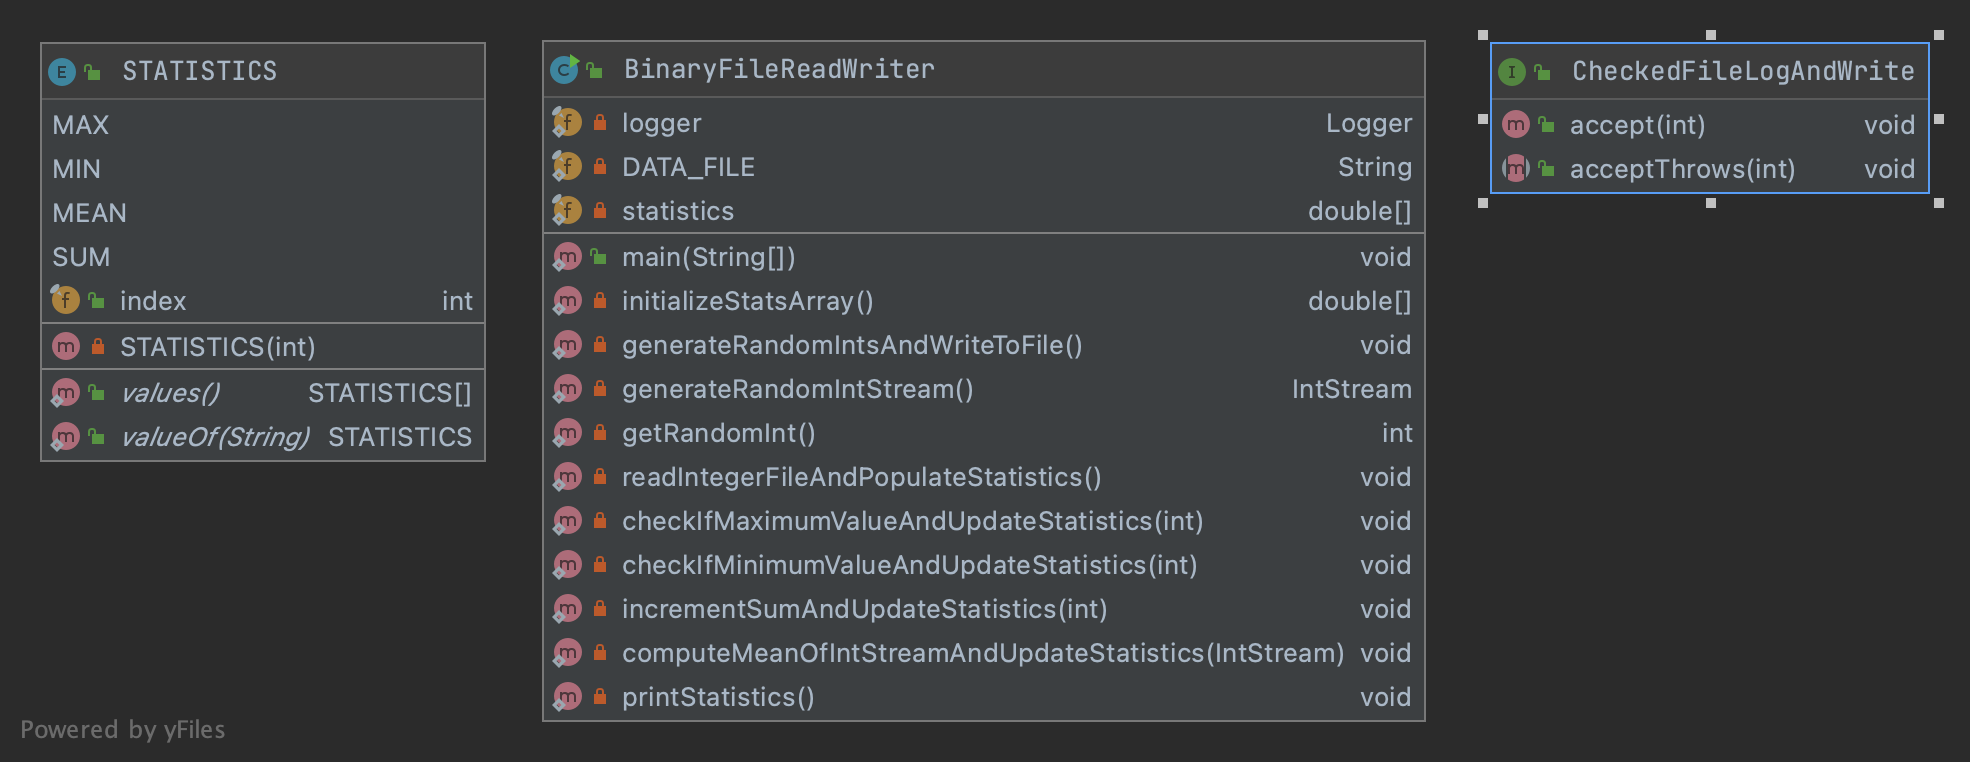 STATISTICS
MAX
MIN
MEAN
SUM
index int
STATISTICS(int)
values() STATISTICS[]
valueOf(String) STATISTICS
BinaryFileReadWriter
logger Logger
DATA_FILE String
statistics double[]
main(String[]) void
initializeStatsArray() double[]
generateRandomIntsAndWriteToFile() void
generateRandomIntStream() IntStream
getRandomInt() int
readIntegerFileAndPopulateStatistics() void
checkIfMaximumValueAndUpdateStatistics(int) void
checkIfMinimumValueAndUpdateStatistics(int) void
incrementSumAndUpdateStatistics(int) void
computeMeanOfIntStreamAndUpdateStatistics(IntStream) void
printStatistics() void
CheckedFileLogAndWrite
accept(int) void
acceptThrows(int) void
Powered by yFiles